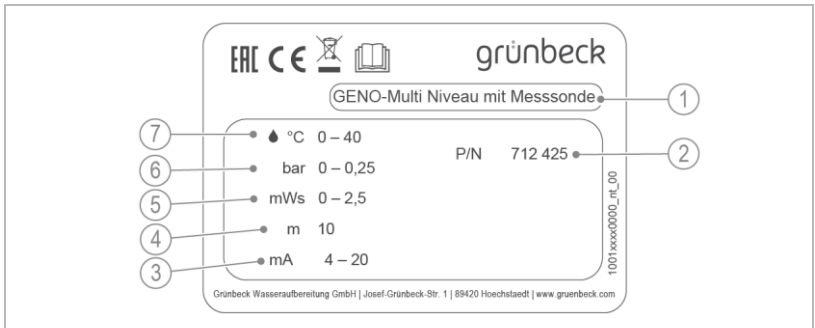 EAC CE grünbeck
GENO-Multi Niveau mit Messsonde 1
7 °C 0 – 40
P/N 712 425 2
6 bar 0 – 0,25
5 mWs 0 – 2,5
4 m 10
3 mA 4 – 20
1001xxxx0000_nt_00
Grünbeck Wasseraufbereitung GmbH | Josef-Grünbeck-Str. 1 | 89420 Hoechstaedt | www.gruenbeck.com